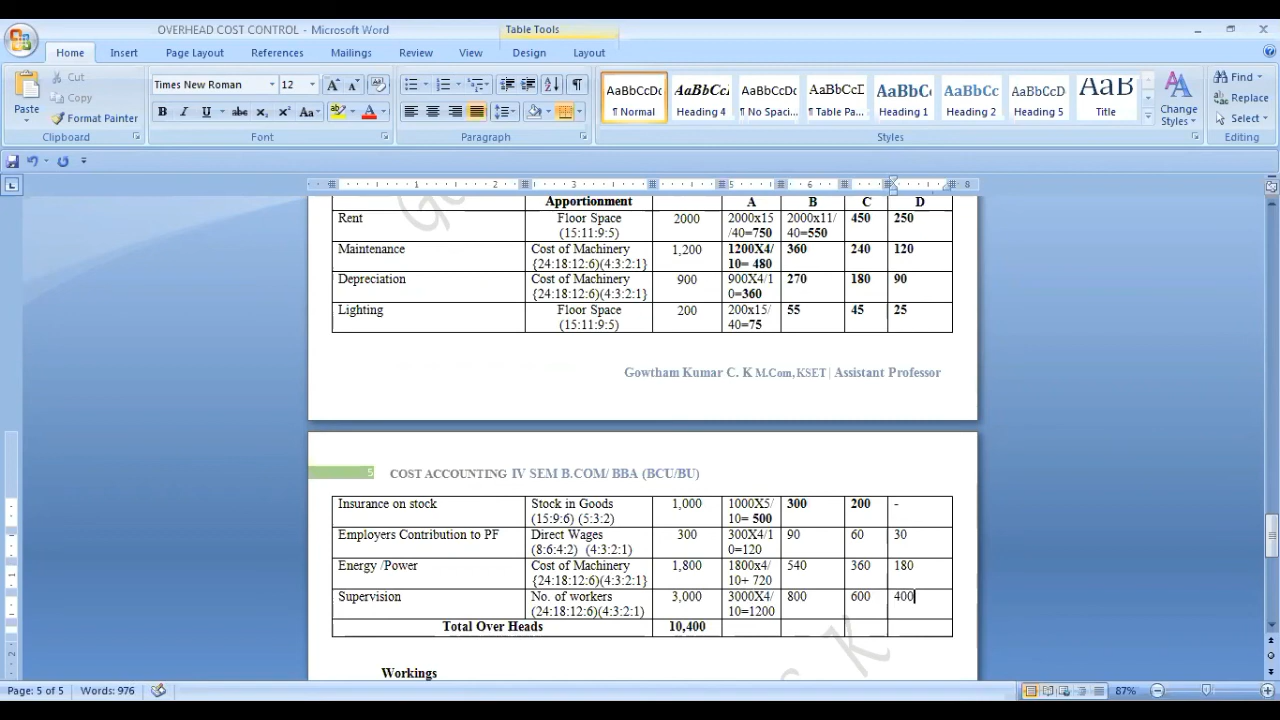 OVERHEAD COST CONTROL - Microsoft Word
Table Tools
Home Insert Page Layout References Mailings Review View Design Layout
Paste
Cut
Copy
Format Painter
Clipboard
Times New Roman 12
Font
Paragraph
AaBbCcDc AaBbCc AaBbCcDc AaBbCcD AaBbCc AaBbCc AaBbCcD AaB
¶ Normal Heading 4 ¶ No Spaci... ¶ Table Pa... Heading 1 Heading 2 Heading 5 Title
Change Styles
Styles
Find
Replace
Select
Editing
1 2 3 5 6 8
Apportionment A B C D
Rent Floor Space 2000 2000x15 2000x11/ 450 250
(15:11:9:5) /40=750 40=550
Maintenance Cost of Machinery 1,200 1200X4/ 360 240 120
{24:18:12:6)(4:3:2:1} 10= 480
Depreciation Cost of Machinery 900 900X4/1 270 180 90
{24:18:12:6)(4:3:2:1} 0=360
Lighting Floor Space 200 200x15/ 55 45 25
(15:11:9:5) 40=75
Gowtham Kumar C. K M.Com, KSET | Assistant Professor
5 COST ACCOUNTING IV SEM B.COM/ BBA (BCU/BU)
Insurance on stock Stock in Goods 1,000 1000X5/ 300 200 -
(15:9:6) (5:3:2) 10= 500
Employers Contribution to PF Direct Wages 300 300X4/1 90 60 30
(8:6:4:2) (4:3:2:1) 0=120
Energy /Power Cost of Machinery 1,800 1800x4/ 540 360 180
{24:18:12:6)(4:3:2:1} 10+ 720
Supervision No. of workers 3,000 3000X4/ 800 600 400
(24:18:12:6)(4:3:2:1) 10=1200
Total Over Heads 10,400
K
Workings
Page: 5 of 5 Words: 976 87%